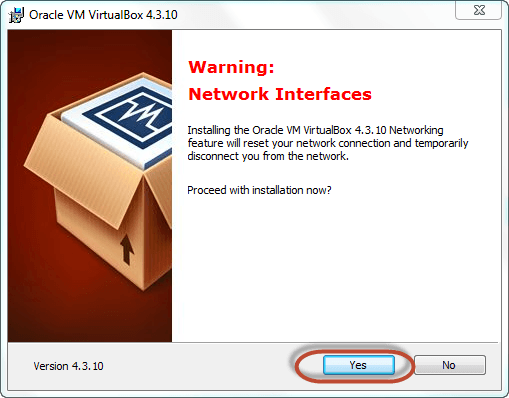 Oracle VM VirtualBox 4.3.10
Warning:
Network Interfaces
Installing the Oracle VM VirtualBox 4.3.10 Networking
feature will reset your network connection and temporarily
disconnect you from the network.
Proceed with installation now?
Version 4.3.10
Yes
No